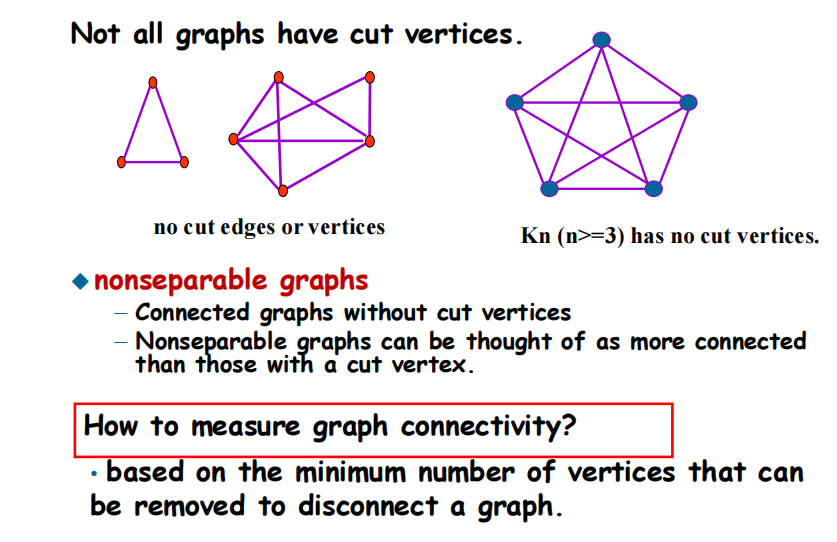 Not all graphs have cut vertices.
no cut edges or vertices
Kn (n>=3) has no cut vertices.
◆ nonseparable graphs
– Connected graphs without cut vertices
– Nonseparable graphs can be thought of as more connected
than those with a cut vertex.
How to measure graph connectivity?
• based on the minimum number of vertices that can
be removed to disconnect a graph.